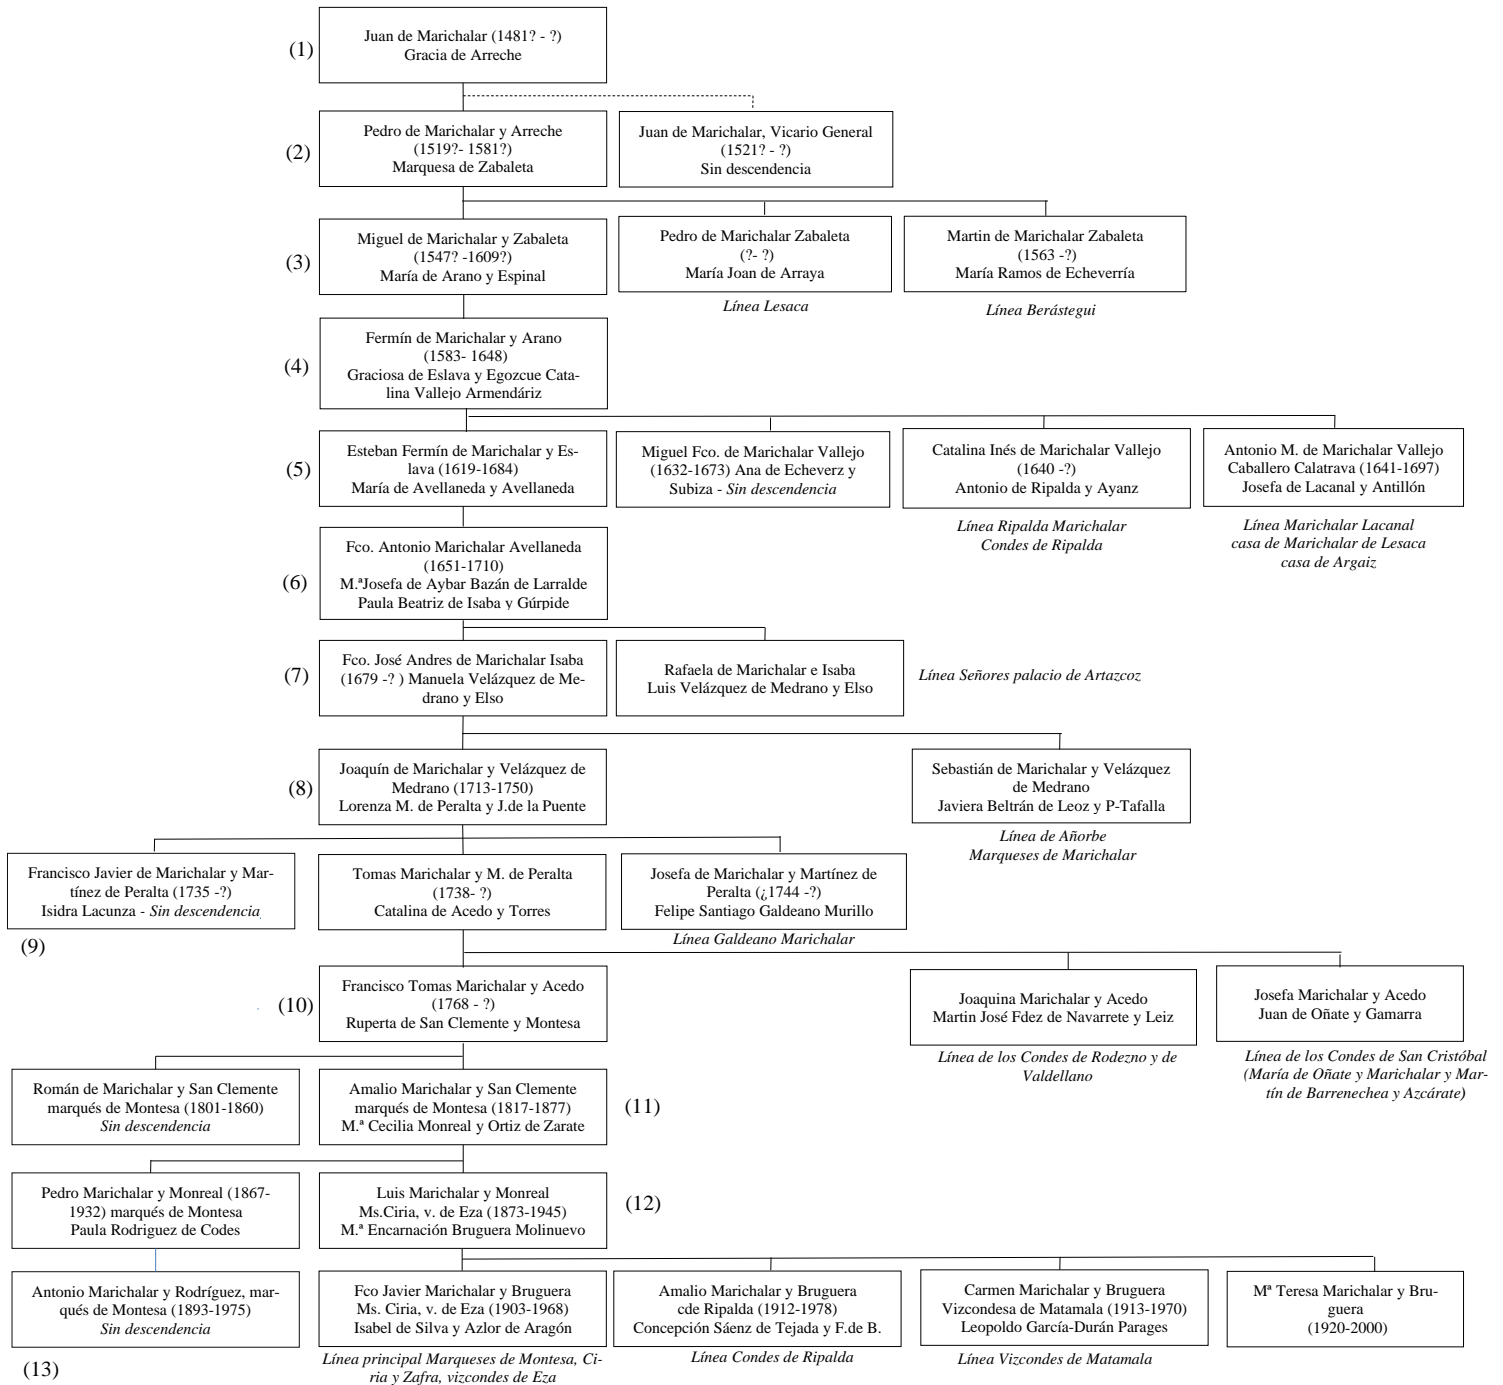 (1)
Juan de Marichalar (1481? - ?)
Gracia de Arreche
(2)
Pedro de Marichalar y Arreche
(1519?- 1581?)
Marquesa de Zabaleta
Juan de Marichalar, Vicario General
(1521? - ?)
Sin descendencia
(3)
Miguel de Marichalar y Zabaleta
(1547? -1609?)
María de Arano y Espinal
Pedro de Marichalar Zabaleta
(?- ?)
María Joan de Arraya
Línea Lesaca
Martin de Marichalar Zabaleta
(1563 -?)
María Ramos de Echeverría
Línea Berástegui
(4)
Fermín de Marichalar y Arano
(1583- 1648)
Graciosa de Eslava y Egozcue Cata-
lina Vallejo Armendáriz
(5)
Esteban Fermín de Marichalar y Es-
lava (1619-1684)
María de Avellaneda y Avellaneda
Miguel Fco. de Marichalar Vallejo
(1632-1673) Ana de Echeverz y
Subiza - Sin descendencia
Catalina Inés de Marichalar Vallejo
(1640 -?)
Antonio de Ripalda y Ayanz
Línea Ripalda Marichalar
Condes de Ripalda
Antonio M. de Marichalar Vallejo
Caballero Calatrava (1641-1697)
Josefa de Lacanal y Antillón
Línea Marichalar Lacanal
casa de Marichalar de Lesaca
casa de Argaiz
(6)
Fco. Antonio Marichalar Avellaneda
(1651-1710)
M.ªJosefa de Aybar Bazán de Larralde
Paula Beatriz de Isaba y Gúrpide
(7)
Fco. José Andres de Marichalar Isaba
(1679 -? ) Manuela Velázquez de Me-
drano y Elso
Rafaela de Marichalar e Isaba
Luis Velázquez de Medrano y Elso
Línea Señores palacio de Artazcoz
(8)
Joaquín de Marichalar y Velázquez de
Medrano (1713-1750)
Lorenza M. de Peralta y J.de la Puente
Sebastián de Marichalar y Velázquez
de Medrano
Javiera Beltrán de Leoz y P-Tafalla
Línea de Añorbe
Marqueses de Marichalar
Francisco Javier de Marichalar y Mar-
tínez de Peralta (1735 -?)
Isidra Lacunza - Sin descendencia
Tomas Marichalar y M. de Peralta
(1738- ?)
Catalina de Acedo y Torres
Josefa de Marichalar y Martínez de
Peralta (¿1744 -?)
Felipe Santiago Galdeano Murillo
Línea Galdeano Marichalar
(9)
(10)
Francisco Tomas Marichalar y Acedo
(1768 - ?)
Ruperta de San Clemente y Montesa
Joaquina Marichalar y Acedo
Martin José Fdez de Navarrete y Leiz
Línea de los Condes de Rodezno y de
Valdellano
Josefa Marichalar y Acedo
Juan de Oñate y Gamarra
Línea de los Condes de San Cristóbal
(María de Oñate y Marichalar y Mar-
tín de Barrenechea y Azcárate)
Román de Marichalar y San Clemente
marqués de Montesa (1801-1860)
Sin descendencia
Amalio Marichalar y San Clemente
marqués de Montesa (1817-1877)
M.ª Cecilia Monreal y Ortiz de Zarate
(11)
Pedro Marichalar y Monreal (1867-
1932) marqués de Montesa
Paula Rodriguez de Codes
Luis Marichalar y Monreal
Ms.Ciria, v. de Eza (1873-1945)
M.ª Encarnación Bruguera Molinuevo
(12)
Antonio Marichalar y Rodríguez, mar-
qués de Montesa (1893-1975)
Sin descendencia
Fco Javier Marichalar y Bruguera
Ms. Ciria, v. de Eza (1903-1968)
Isabel de Silva y Azlor de Aragón
Línea principal Marqueses de Montesa, Ci-
ria y Zafra, vizcondes de Eza
Amalio Marichalar y Bruguera
cde Ripalda (1912-1978)
Concepción Sáenz de Tejada y F.de B.
Línea Condes de Ripalda
Carmen Marichalar y Bruguera
Vizcondesa de Matamala (1913-1970)
Leopoldo García-Durán Parages
Línea Vizcondes de Matamala
Mª Teresa Marichalar y Bru-
guera
(1920-2000)
(13)